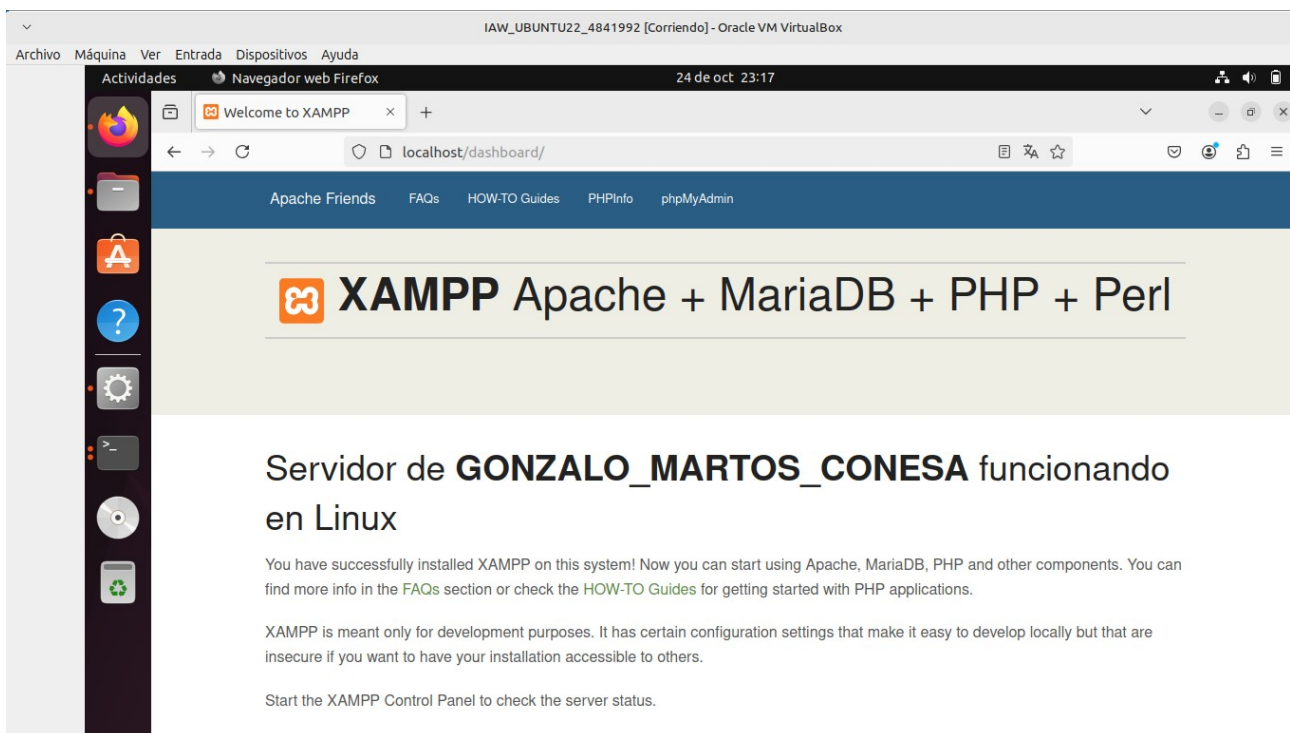 IAW_UBUNTU22_4841992 [Corriendo] - Oracle VM VirtualBox
Archivo Máquina Ver Entrada Dispositivos Ayuda
Actividades Navegador web Firefox 24 de oct 23:17
Welcome to XAMPP
localhost/dashboard/
Apache Friends FAQs HOW-TO Guides PHPInfo phpMyAdmin
XAMPP Apache + MariaDB + PHP + Perl
Servidor de GONZALO_MARTOS_CONESA funcionando
en Linux
You have successfully installed XAMPP on this system! Now you can start using Apache, MariaDB, PHP and other components. You can
find more info in the FAQs section or check the HOW-TO Guides for getting started with PHP applications.
XAMPP is meant only for development purposes. It has certain configuration settings that make it easy to develop locally but that are
insecure if you want to have your installation accessible to others.
Start the XAMPP Control Panel to check the server status.